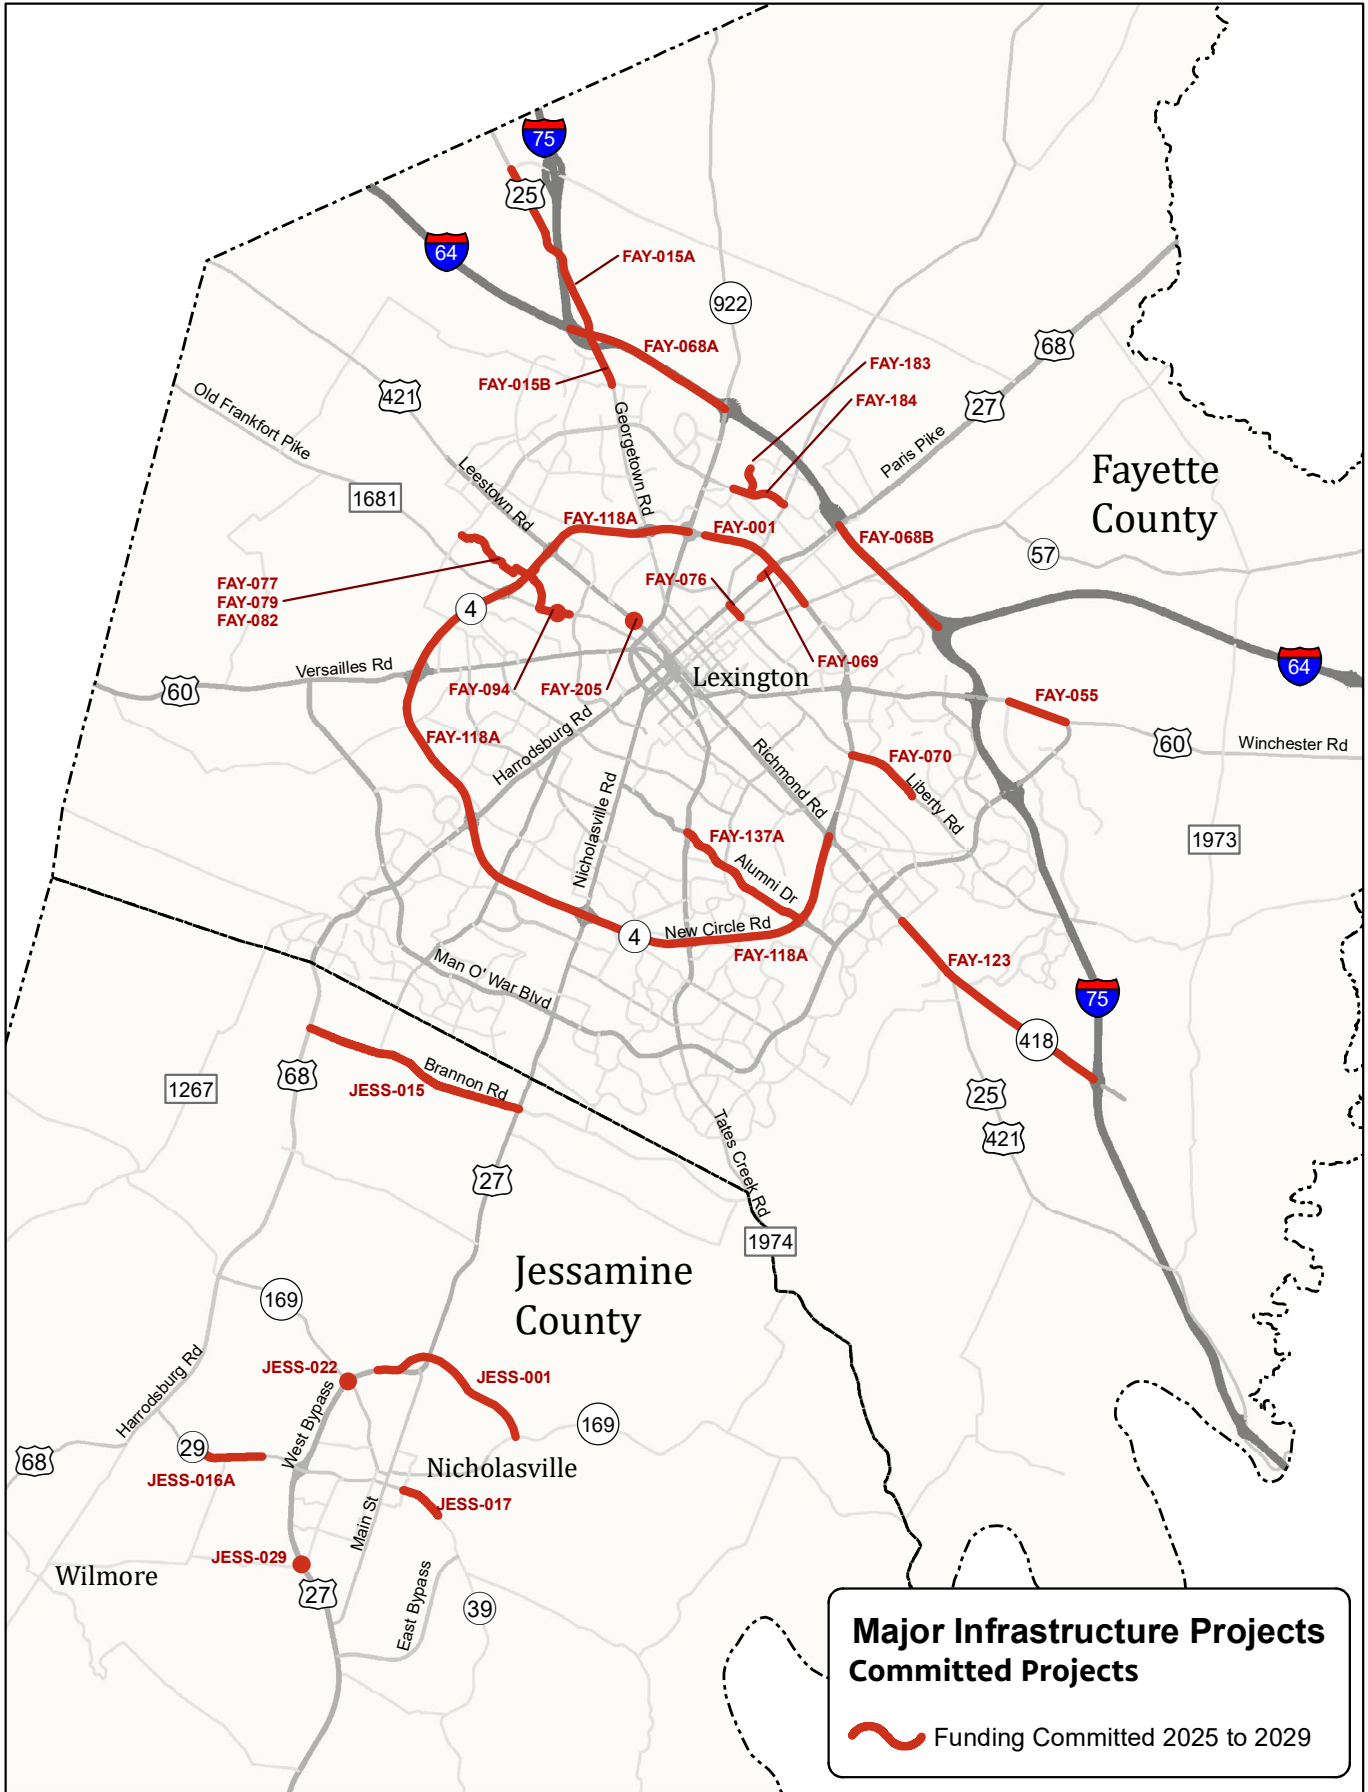 75
25
64
FAY-015A
922
68
FAY-068A
FAY-183
FAY-015B
421
FAY-184
27
Old Frankfort Pike
Georgetown Rd
Paris Pike
Fayette
County
Leestown Rd
1681
FAY-118A
FAY-001
FAY-068B
57
FAY-077
FAY-079
FAY-082
FAY-076
4
FAY-069
Versailles Rd
60
Lexington
64
FAY-094
FAY-205
FAY-055
FAY-118A
Harrodsburg Rd
60
Winchester Rd
Richmond Rd
FAY-070
Liberty Rd
Nicholasville Rd
FAY-137A
1973
Alumni Dr
4
New Circle Rd
FAY-118A
Man O' War Blvd
FAY-123
75
418
68
Brannon Rd
1267
JESS-015
25
421
Tates Creek Rd
27
1974
Jessamine
County
169
Harrodsburg Rd
JESS-022
JESS-001
West Bypass
169
29
68
JESS-016A
Nicholasville
JESS-017
Main St
JESS-029
Wilmore
27
East Bypass
39
Major Infrastructure Projects
Committed Projects
Funding Committed 2025 to 2029